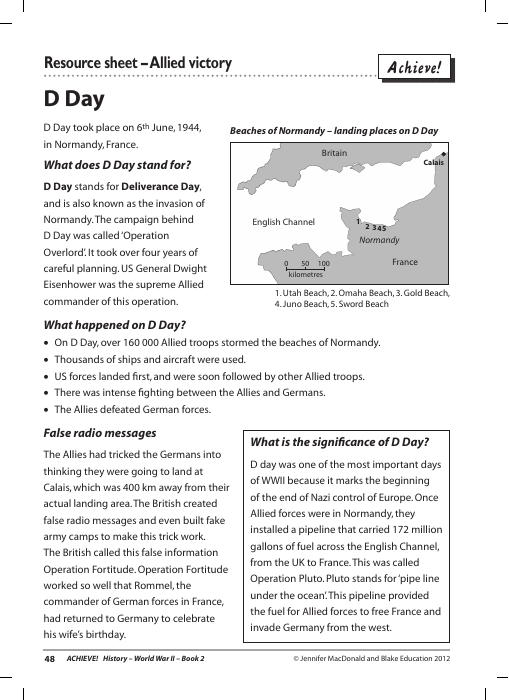 Resource sheet – Allied victory
Achieve!
D Day
D Day took place on 6th June, 1944,
in Normandy, France.
What does D Day stand for?
D Day stands for Deliverance Day,
and is also known as the invasion of
Normandy. The campaign behind
D Day was called ‘Operation
Overlord’. It took over four years of
careful planning. US General Dwight
Eisenhower was the supreme Allied
commander of this operation.
Beaches of Normandy – landing places on D Day
Britain
Calais
English Channel
1
2
3 4 5
Normandy
France
0 50 100
kilometres
1. Utah Beach, 2. Omaha Beach, 3. Gold Beach,
4. Juno Beach, 5. Sword Beach
What happened on D Day?
• On D Day, over 160 000 Allied troops stormed the beaches of Normandy.
• Thousands of ships and aircraft were used.
• US forces landed first, and were soon followed by other Allied troops.
• There was intense fighting between the Allies and Germans.
• The Allies defeated German forces.
False radio messages
The Allies had tricked the Germans into
thinking they were going to land at
Calais, which was 400 km away from their
actual landing area. The British created
false radio messages and even built fake
army camps to make this trick work.
The British called this false information
Operation Fortitude. Operation Fortitude
worked so well that Rommel, the
commander of German forces in France,
had returned to Germany to celebrate
his wife’s birthday.
What is the significance of D Day?
D day was one of the most important days
of WWII because it marks the beginning
of the end of Nazi control of Europe. Once
Allied forces were in Normandy, they
installed a pipeline that carried 172 million
gallons of fuel across the English Channel,
from the UK to France. This was called
Operation Pluto. Pluto stands for ‘pipe line
under the ocean’. This pipeline provided
the fuel for Allied forces to free France and
invade Germany from the west.
48 ACHIEVE! History – World War II – Book 2
© Jennifer MacDonald and Blake Education 2012